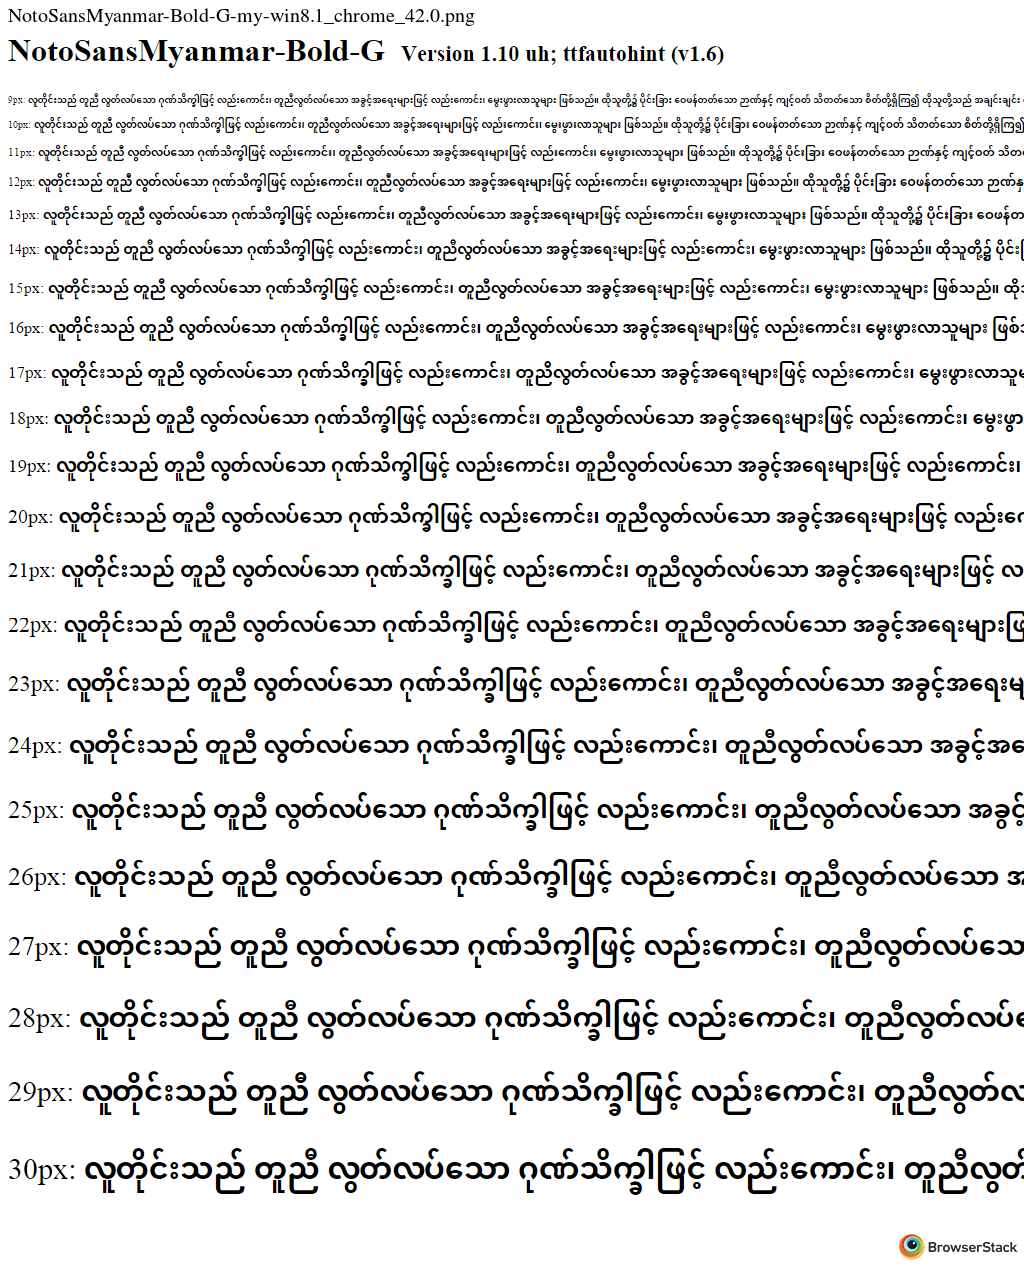 NotoSansMyanmar-Bold-G-my-win8.1_chrome_42.0.png
NotoSansMyanmar-Bold-G Version 1.10 uh; ttfautohint (v1.6)
9px: လူတိုင်းသည် တူညီ လွတ်လပ်သော ဂုဏ်သိက္ခါဖြင့် လည်းကောင်း၊ တူညီလွတ်လပ်သော အခွင့်အရေးများဖြင့် လည်းကောင်း၊ မွေးဖွားလာသူများ ဖြစ်သည်။ ထိုသူတို့၌ ပိုင်းခြား ဝေဖန်တတ်သော ဉာဏ်နှင့် ကျင့်ဝတ် သိတတ်သော စိတ်တို့ရှိကြ၍ ထိုသူတို့သည် အချင်းချင်း
10px: လူတိုင်းသည် တူညီ လွတ်လပ်သော ဂုဏ်သိက္ခါဖြင့် လည်းကောင်း၊ တူညီလွတ်လပ်သော အခွင့်အရေးများဖြင့် လည်းကောင်း၊ မွေးဖွားလာသူများ ဖြစ်သည်။ ထိုသူတို့၌ ပိုင်းခြား ဝေဖန်တတ်သော ဉာဏ်နှင့် ကျင့်ဝတ် သိတတ်သော စိတ်တို့ရှိကြ၍
11px: လူတိုင်းသည် တူညီ လွတ်လပ်သော ဂုဏ်သိက္ခါဖြင့် လည်းကောင်း၊ တူညီလွတ်လပ်သော အခွင့်အရေးများဖြင့် လည်းကောင်း၊ မွေးဖွားလာသူများ ဖြစ်သည်။ ထိုသူတို့၌ ပိုင်းခြား ဝေဖန်တတ်သော ဉာဏ်နှင့် ကျင့်ဝတ်
12px: လူတိုင်းသည် တူညီ လွတ်လပ်သော ဂုဏ်သိက္ခါဖြင့် လည်းကောင်း၊ တူညီလွတ်လပ်သော အခွင့်အရေးများဖြင့် လည်းကောင်း၊ မွေးဖွားလာသူများ ဖြစ်သည်။ ထိုသူတို့၌ ပိုင်းခြား ဝေဖန်တတ်သော
13px: လူတိုင်းသည် တူညီ လွတ်လပ်သော ဂုဏ်သိက္ခါဖြင့် လည်းကောင်း၊ တူညီလွတ်လပ်သော အခွင့်အရေးများဖြင့် လည်းကောင်း၊ မွေးဖွားလာသူများ ဖြစ်သည်။ ထိုသူတို့၌ ပိုင်းခြား ဝေဖန်တ
14px: လူတိုင်းသည် တူညီ လွတ်လပ်သော ဂုဏ်သိက္ခါဖြင့် လည်းကောင်း၊ တူညီလွတ်လပ်သော အခွင့်အရေးများဖြင့် လည်းကောင်း၊ မွေးဖွားလာသူများ ဖြစ်သည်။ ထိုသူတို့၌ ပိုင်း
15px: လူတိုင်းသည် တူညီ လွတ်လပ်သော ဂုဏ်သိက္ခါဖြင့် လည်းကောင်း၊ တူညီလွတ်လပ်သော အခွင့်အရေးများဖြင့် လည်းကောင်း၊ မွေးဖွားလာသူများ ဖြစ်သည်။ ထို
16px: လူတိုင်းသည် တူညီ လွတ်လပ်သော ဂုဏ်သိက္ခါဖြင့် လည်းကောင်း၊ တူညီလွတ်လပ်သော အခွင့်အရေးများဖြင့် လည်းကောင်း၊ မွေးဖွားလာသူများ ဖြစ်
17px: လူတိုင်းသည် တူညီ လွတ်လပ်သော ဂုဏ်သိက္ခါဖြင့် လည်းကောင်း၊ တူညီလွတ်လပ်သော အခွင့်အရေးများဖြင့် လည်းကောင်း၊ မွေးဖွားလာသူ
18px: လူတိုင်းသည် တူညီ လွတ်လပ်သော ဂုဏ်သိက္ခါဖြင့် လည်းကောင်း၊ တူညီလွတ်လပ်သော အခွင့်အရေးများဖြင့် လည်းကောင်း၊ မွေးဖွာ
19px: လူတိုင်းသည် တူညီ လွတ်လပ်သော ဂုဏ်သိက္ခါဖြင့် လည်းကောင်း၊ တူညီလွတ်လပ်သော အခွင့်အရေးများဖြင့် လည်းကောင်း၊
20px: လူတိုင်းသည် တူညီ လွတ်လပ်သော ဂုဏ်သိက္ခါဖြင့် လည်းကောင်း၊ တူညီလွတ်လပ်သော အခွင့်အရေးများဖြင့် လည်းက
21px: လူတိုင်းသည် တူညီ လွတ်လပ်သော ဂုဏ်သိက္ခါဖြင့် လည်းကောင်း၊ တူညီလွတ်လပ်သော အခွင့်အရေးများဖြင့် လ
22px: လူတိုင်းသည် တူညီ လွတ်လပ်သော ဂုဏ်သိက္ခါဖြင့် လည်းကောင်း၊ တူညီလွတ်လပ်သော အခွင့်အရေးများဖြ
23px: လူတိုင်းသည် တူညီ လွတ်လပ်သော ဂုဏ်သိက္ခါဖြင့် လည်းကောင်း၊ တူညီလွတ်လပ်သော အခွင့်အရေးမျ
24px: လူတိုင်းသည် တူညီ လွတ်လပ်သော ဂုဏ်သိက္ခါဖြင့် လည်းကောင်း၊ တူညီလွတ်လပ်သော အခွင့်အ
25px: လူတိုင်းသည် တူညီ လွတ်လပ်သော ဂုဏ်သိက္ခါဖြင့် လည်းကောင်း၊ တူညီလွတ်လပ်သော အခွင့်
26px: လူတိုင်းသည် တူညီ လွတ်လပ်သော ဂုဏ်သိက္ခါဖြင့် လည်းကောင်း၊ တူညီလွတ်လပ်သော အ
27px: လူတိုင်းသည် တူညီ လွတ်လပ်သော ဂုဏ်သိက္ခါဖြင့် လည်းကောင်း၊ တူညီလွတ်လပ်သော
28px: လူတိုင်းသည် တူညီ လွတ်လပ်သော ဂုဏ်သိက္ခါဖြင့် လည်းကောင်း၊ တူညီလွတ်လပ်
29px: လူတိုင်းသည် တူညီ လွတ်လပ်သော ဂုဏ်သိက္ခါဖြင့် လည်းကောင်း၊ တူညီလွတ်လ
30px: လူတိုင်းသည် တူညီ လွတ်လပ်သော ဂုဏ်သိက္ခါဖြင့် လည်းကောင်း၊ တူညီလွတ်
BrowserStack